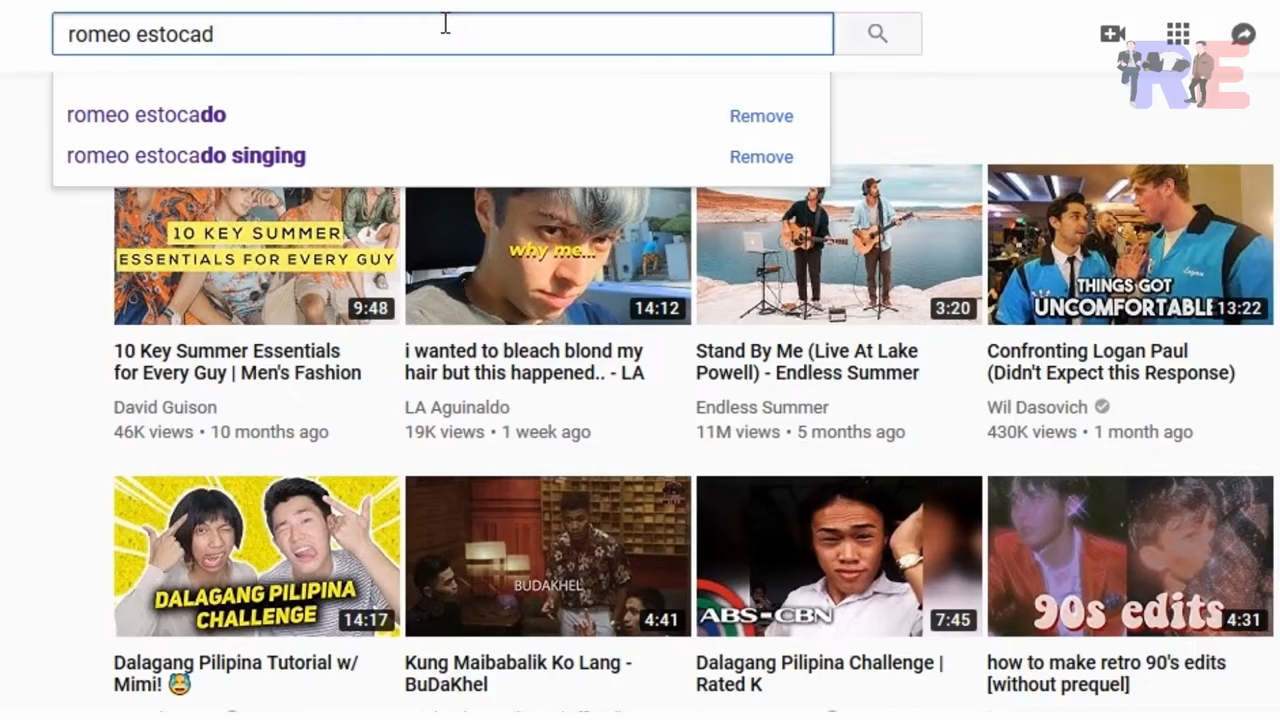 romeo estocad
RE
romeo estocado
Remove
romeo estocado singing
Remove
10 KEY SUMMER
ESSENTIALS FOR EVERY GUY
9:48
why me...
14:12
3:20
THINGS GOT
UNCOMFORTABLE
Logan
13:22
10 Key Summer Essentials
for Every Guy | Men's Fashion
David Guison
46K views • 10 months ago
i wanted to bleach blond my
hair but this happened.. - LA
LA Aguinaldo
19K views • 1 week ago
Stand By Me (Live At Lake
Powell) - Endless Summer
Endless Summer
11M views • 5 months ago
Confronting Logan Paul
(Didn't Expect this Response)
Wil Dasovich
430K views • 1 month ago
DALAGANG PILIPINA
CHALLENGE
14:17
BUDAKHEL
4:41
ABS-CBN
7:45
90s edits
4:31
Dalagang Pilipina Tutorial w/
Mimi! 😭
Kung Maibabalik Ko Lang -
BuDaKhel
Dalagang Pilipina Challenge |
Rated K
how to make retro 90's edits
[without prequel]